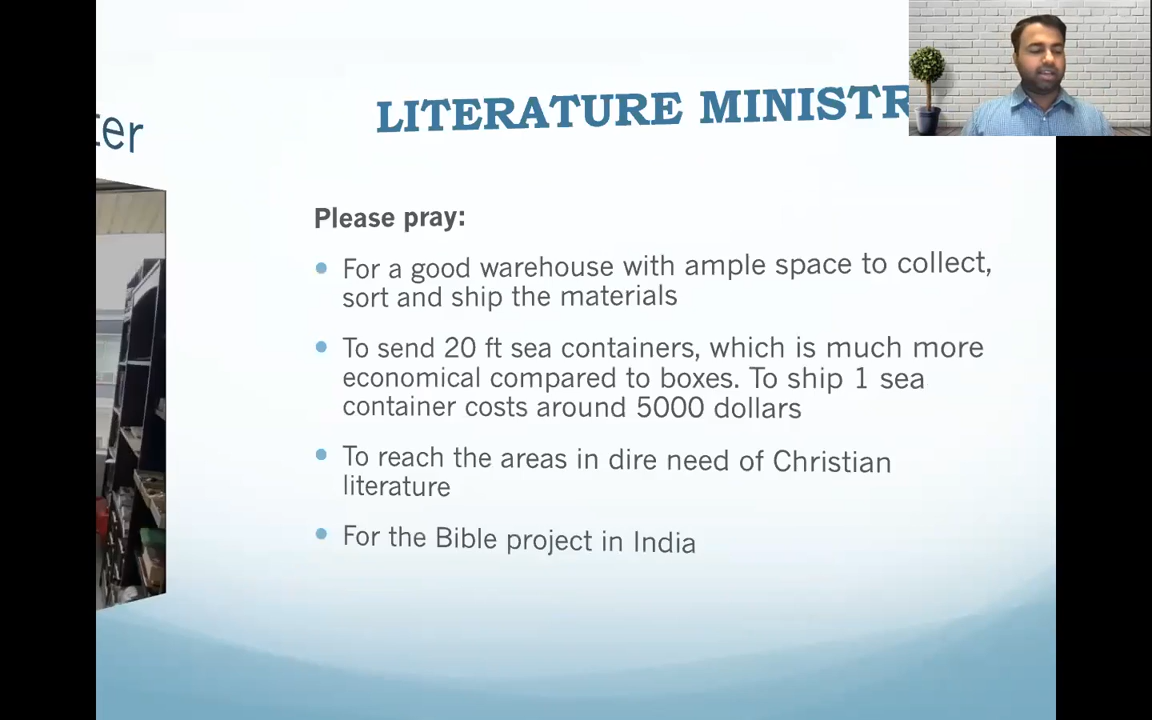 ter
LITERATURE MINISTR
Please pray:
• For a good warehouse with ample space to collect,
sort and ship the materials
• To send 20 ft sea containers, which is much more
economical compared to boxes. To ship 1 sea
container costs around 5000 dollars
• To reach the areas in dire need of Christian
literature
• For the Bible project in India